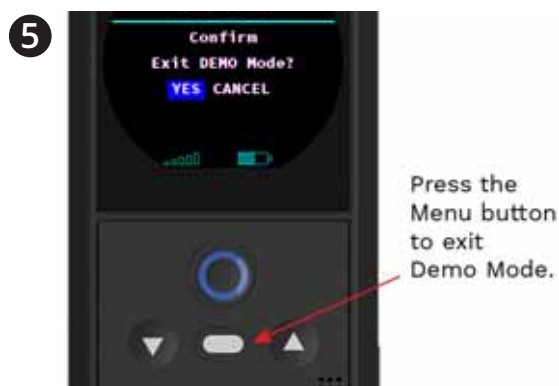 5
Confirm
Exit DEMO Mode?
YES CANCEL
Press the
Menu button
to exit
Demo Mode.